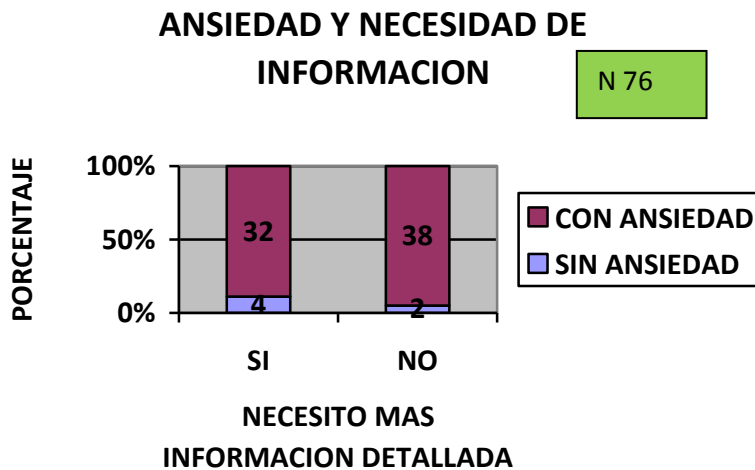 ANSIEDAD Y NECESIDAD DE
INFORMACION
N 76
PORCENTAJE
100%
50%
0%
32
38
4
2
SI
NO
CON ANSIEDAD
SIN ANSIEDAD
NECESITO MAS
INFORMACION DETALLADA